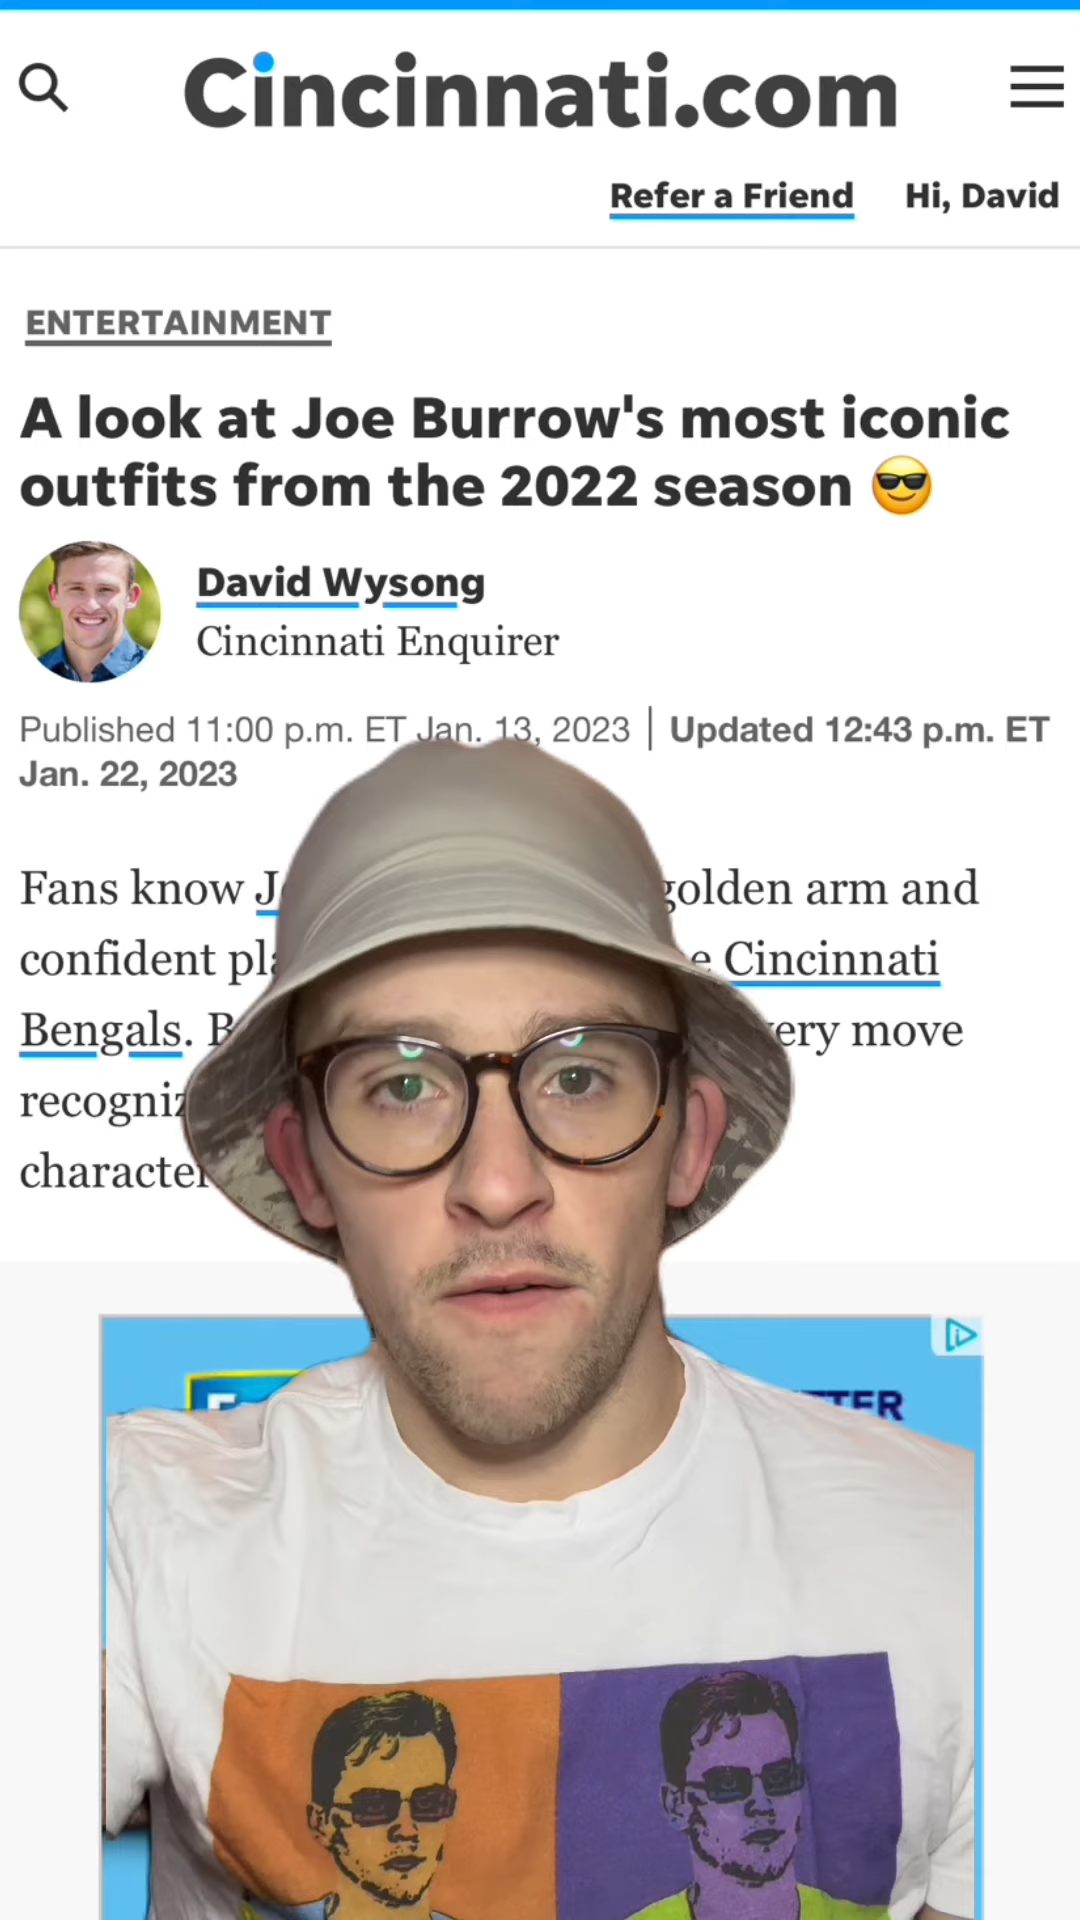 Cincinnati.com
Refer a Friend Hi, David
ENTERTAINMENT
A look at Joe Burrow's most iconic
outfits from the 2022 season 😎
David Wysong
Cincinnati Enquirer
Published 11:00 p.m. ET Jan. 13, 2023 | Updated 12:43 p.m. ET
Jan. 22, 2023
Fans know golden arm and
confident Cincinnati
Bengals. move